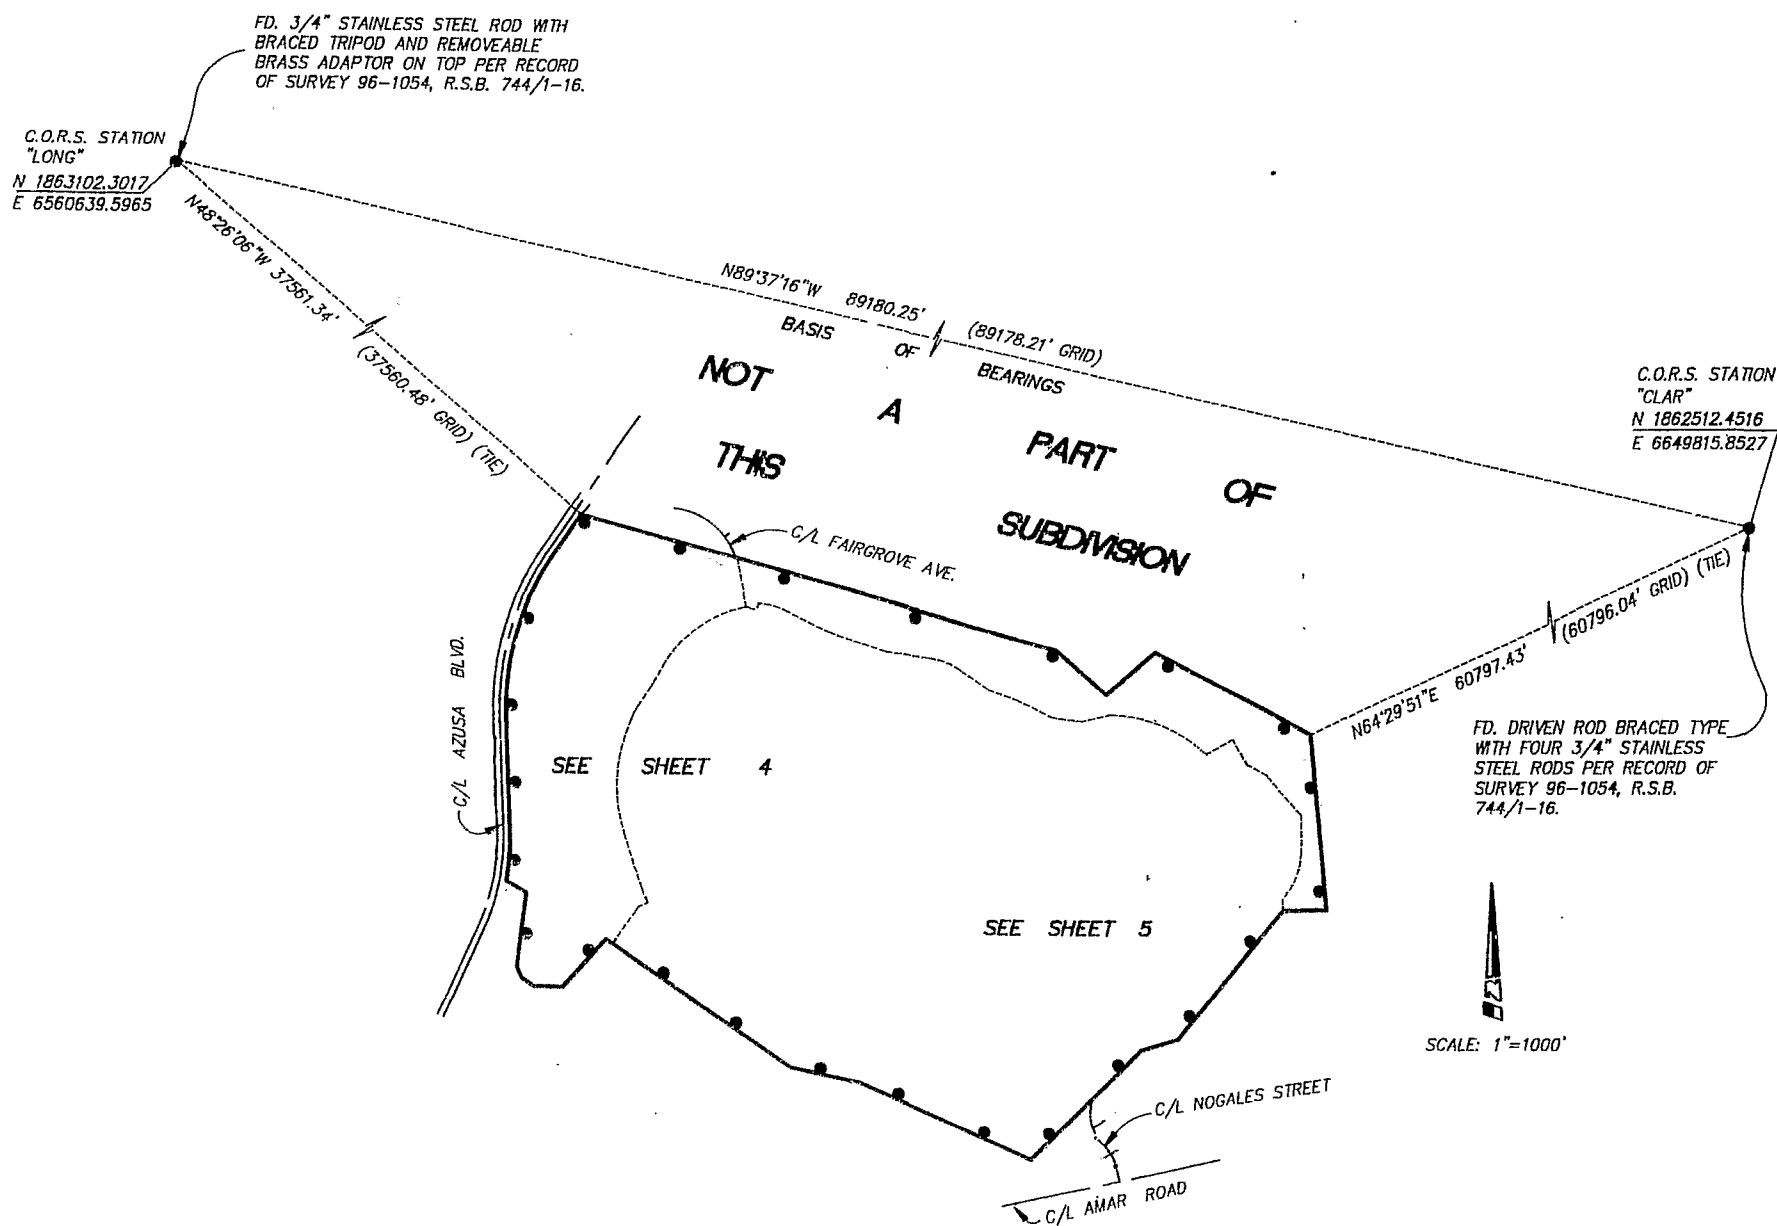 FD. 3/4" STAINLESS STEEL ROD WITH
BRACED TRIPOD AND REMOVEABLE
BRASS ADAPTOR ON TOP PER RECORD
OF SURVEY 96-1054, R.S.B. 744/1-16.
C.O.R.S. STATION
"LONG"
N 1863102.3017
E 6560639.5965
N48°26'06"W 37561.34'
(37560.48' GRID) (TIE)
N89°37'16"W 89180.25'
(89178.21' GRID)
BASIS OF BEARINGS
NOT A PART OF
THIS SUBDIVISION
C.O.R.S. STATION
"CLAR"
N 1862512.4516
E 6649815.8527
C/L FAIRGROVE AVE.
N64°29'51"E 60797.43'
(60796.04' GRID) (TIE)
FD. DRIVEN ROD BRACED TYPE
WITH FOUR 3/4" STAINLESS
STEEL RODS PER RECORD OF
SURVEY 96-1054, R.S.B.
744/1-16.
C/L AZUSA BLVD.
SEE SHEET 4
SEE SHEET 5
SCALE: 1"=1000'
C/L NOGALES STREET
C/L AMAR ROAD